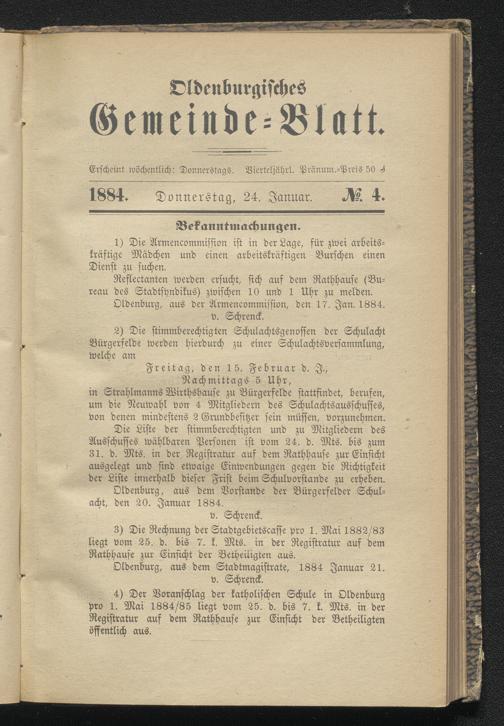 Oldenburgisches
Gemeinde-Blatt.
Erscheint wöchentlich: Donnerstags. Vierteljährl. Pränum.-Preis 50 ₰
1884. Donnerstag, 24. Januar. № 4.
Bekanntmachungen.
1) Die Armencommission ist in der Lage, für zwei arbeits-
kräftige Mädchen und einen arbeitskräftigen Burschen einen
Dienst zu suchen.
Reflectanten werden ersucht, sich auf dem Rathhause (Bu-
reau des Stadtsyndikus) zwischen 10 und 1 Uhr zu melden.
Oldenburg, aus der Armencommission, den 17. Jan. 1884.
v. Schrenck.
2) Die stimmberechtigten Schulachtsgenossen der Schulacht
Bürgerfelde werden hierdurch zu einer Schulachtsversammlung,
welche am
Freitag, den 15. Februar d. J.,
Nachmittags 5 Uhr,
in Strahlmanns Wirthshause zu Bürgerfelde stattfindet, berufen,
um die Neuwahl von 4 Mitgliedern des Schulachtsausschusses,
von denen mindestens 2 Grundbesitzer sein müssen, vorzunehmen.
Die Liste der stimmberechtigten und zu Mitgliedern des
Ausschusses wählbaren Personen ist vom 24. d. Mts. bis zum
31. d. Mts. in der Registratur auf dem Rathhause zur Einsicht
ausgelegt und sind etwaige Einwendungen gegen die Richtigkeit
der Liste innerhalb dieser Frist beim Schulvorstande zu erheben.
Oldenburg, aus dem Vorstande der Bürgerfelder Schul-
acht, den 20. Januar 1884.
v. Schrenck.
3) Die Rechnung der Stadtgebietscasse pro 1. Mai 1882/83
liegt vom 25. d. bis 7. k. Mts. in der Registratur auf dem
Rathhause zur Einsicht der Betheiligten aus.
Oldenburg, aus dem Stadtmagistrate, 1884 Januar 21.
v. Schrenck.
4) Der Voranschlag der katholischen Schule in Oldenburg
pro 1. Mai 1884/85 liegt vom 25. d. bis 7. k. Mts. in der
Registratur auf dem Rathhause zur Einsicht der Betheiligten
öffentlich aus.